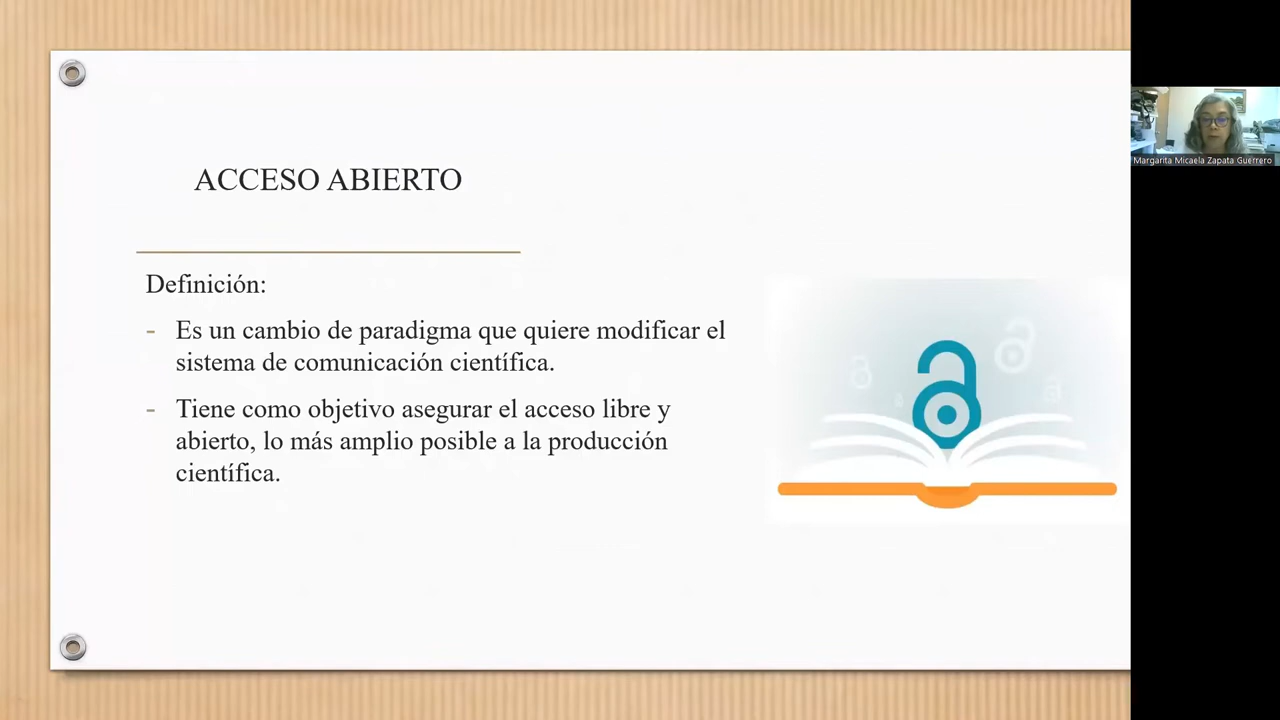 ACCESO ABIERTO
Definición:
- Es un cambio de paradigma que quiere modificar el
sistema de comunicación científica.
- Tiene como objetivo asegurar el acceso libre y
abierto, lo más amplio posible a la producción
científica.
Margarita Micaela Zapata Guerrero